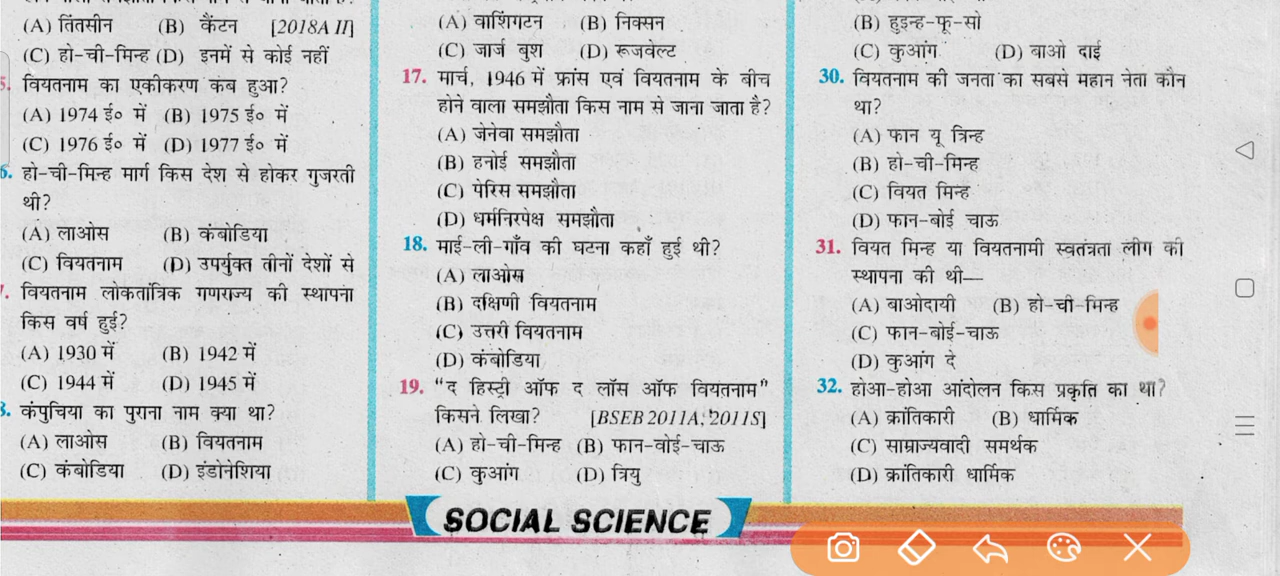 (A) तिंतसीन (B) कैंटन [2018A II]
(C) हो-ची-मिन्ह (D) इनमें से कोई नहीं
5. वियतनाम का एकीकरण कब हुआ?
(A) 1974 ई० में (B) 1975 ई० में
(C) 1976 ई० में (D) 1977 ई० में
6. हो-ची-मिन्ह मार्ग किस देश से होकर गुजरती
थी?
(A) लाओस (B) कंबोडिया
(C) वियतनाम (D) उपर्युक्त तीनों देशों से
7. वियतनाम लोकतांत्रिक गणराज्य की स्थापना
किस वर्ष हुई?
(A) 1930 में (B) 1942 में
(C) 1944 में (D) 1945 में
8. कंपुचिया का पुराना नाम क्या था?
(A) लाओस (B) वियतनाम
(C) कंबोडिया (D) इंडोनेशिया
(A) वाशिंगटन (B) निक्सन
(C) जार्ज बुश (D) रूजवेल्ट
17. मार्च, 1946 में फ्रांस एवं वियतनाम के बीच
होने वाला समझौता किस नाम से जाना जाता है?
(A) जेनेवा समझौता
(B) हनोई समझौता
(C) पेरिस समझौता
(D) धर्मनिरपेक्ष समझौता
18. माई-ली-गाँव की घटना कहाँ हुई थी?
(A) लाओस
(B) दक्षिणी वियतनाम
(C) उत्तरी वियतनाम
(D) कंबोडिया
19. “द हिस्ट्री ऑफ द लॉस ऑफ वियतनाम”
किसने लिखा? [BSEB 2011A, 2011S]
(A) हो-ची-मिन्ह (B) फान-वोई-चाऊ
(C) कुआंग (D) त्रियु
(B) हुइन्ह-फू-सो
(C) कुआंग (D) बाओ दाई
30. वियतनाम की जनता का सबसे महान नेता कौन
था?
(A) फान यू त्रिन्ह
(B) हो-ची-मिन्ह
(C) वियत मिन्ह
(D) फान-बोई चाऊ
31. वियत मिन्ह या वियतनामी स्वतंत्रता लीग की
स्थापना की थी—
(A) बाओदायी (B) हो-ची-मिन्ह
(C) फान-बोई-चाऊ
(D) कुआंग दे
32. होआ-होआ आंदोलन किस प्रकृति का था?
(A) क्रांतिकारी (B) धार्मिक
(C) साम्राज्यवादी समर्थक
(D) क्रांतिकारी धार्मिक
SOCIAL SCIENCE